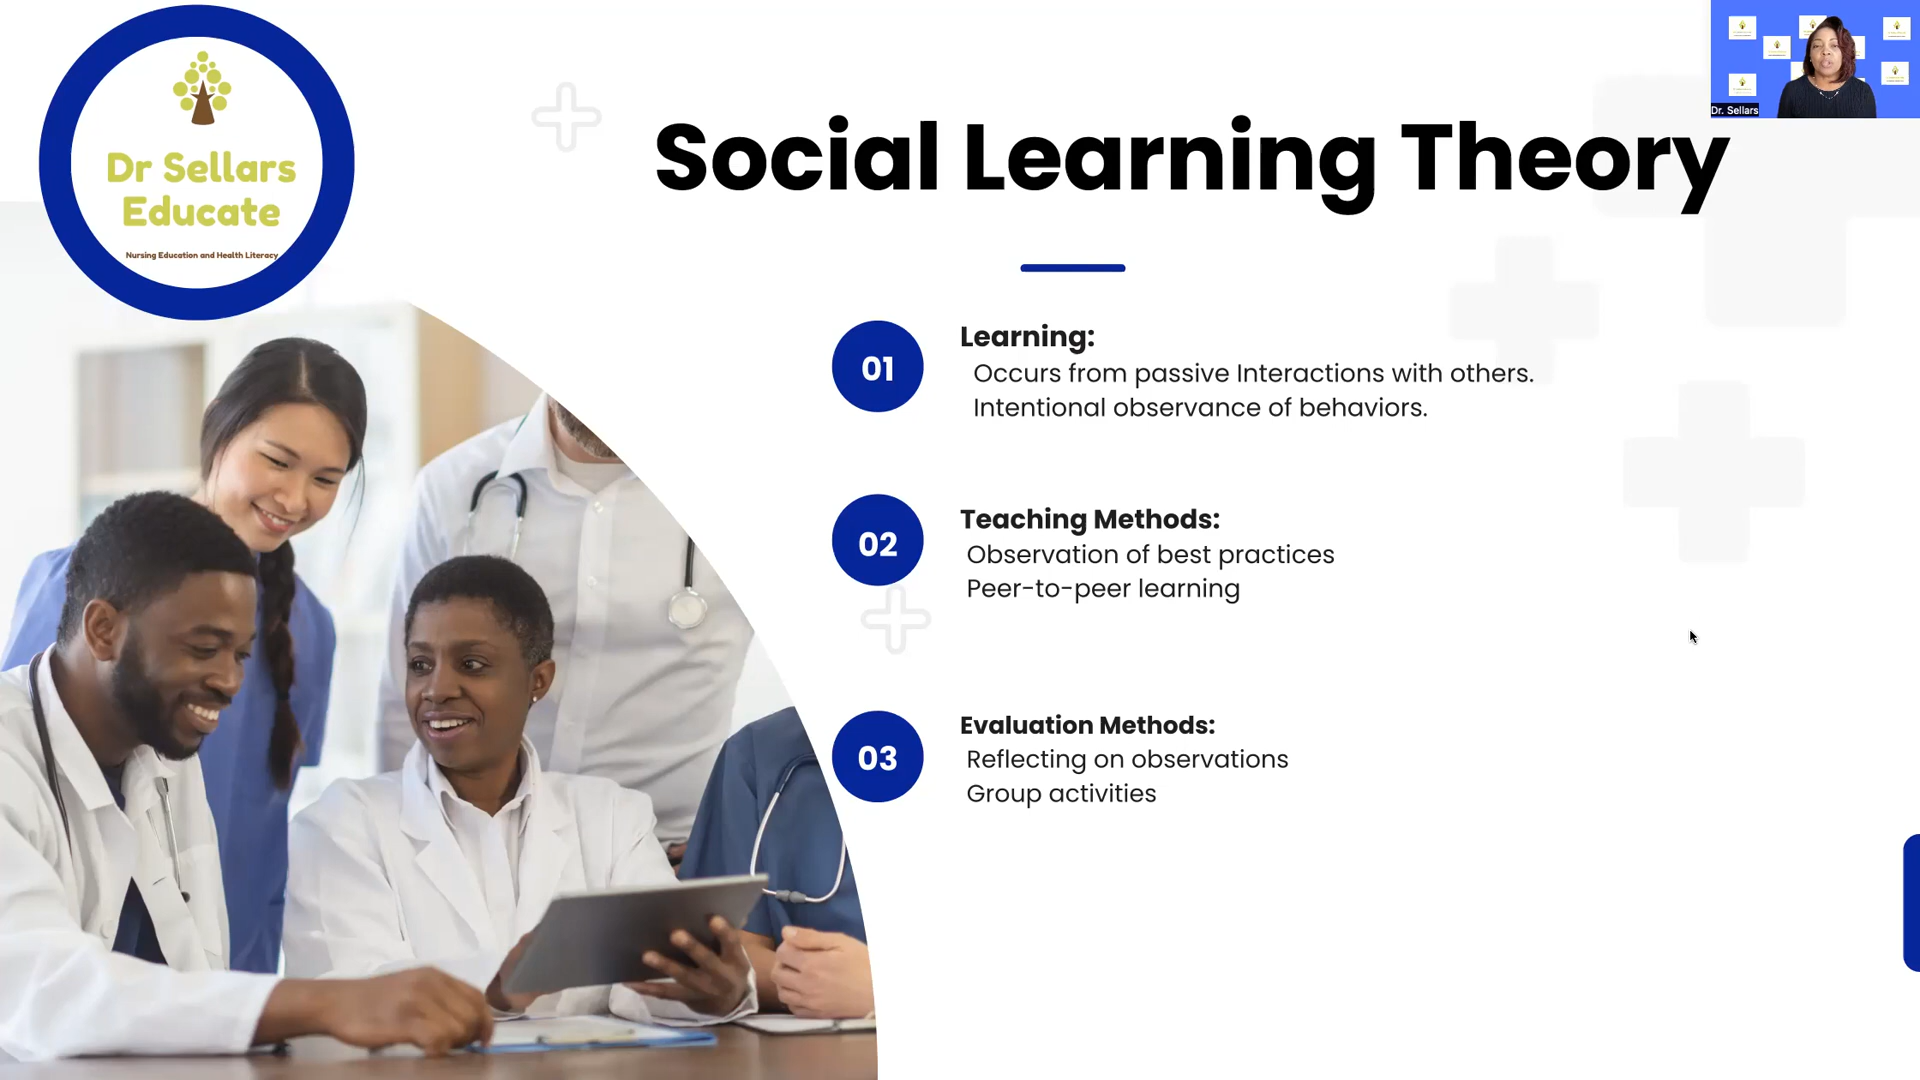 Dr Sellars
Educate
Nursing Education and Health Literacy
Dr. Sellars
Social Learning Theory
01
Learning:
Occurs from passive Interactions with others.
Intentional observance of behaviors.
02
Teaching Methods:
Observation of best practices
Peer-to-peer learning
03
Evaluation Methods:
Reflecting on observations
Group activities